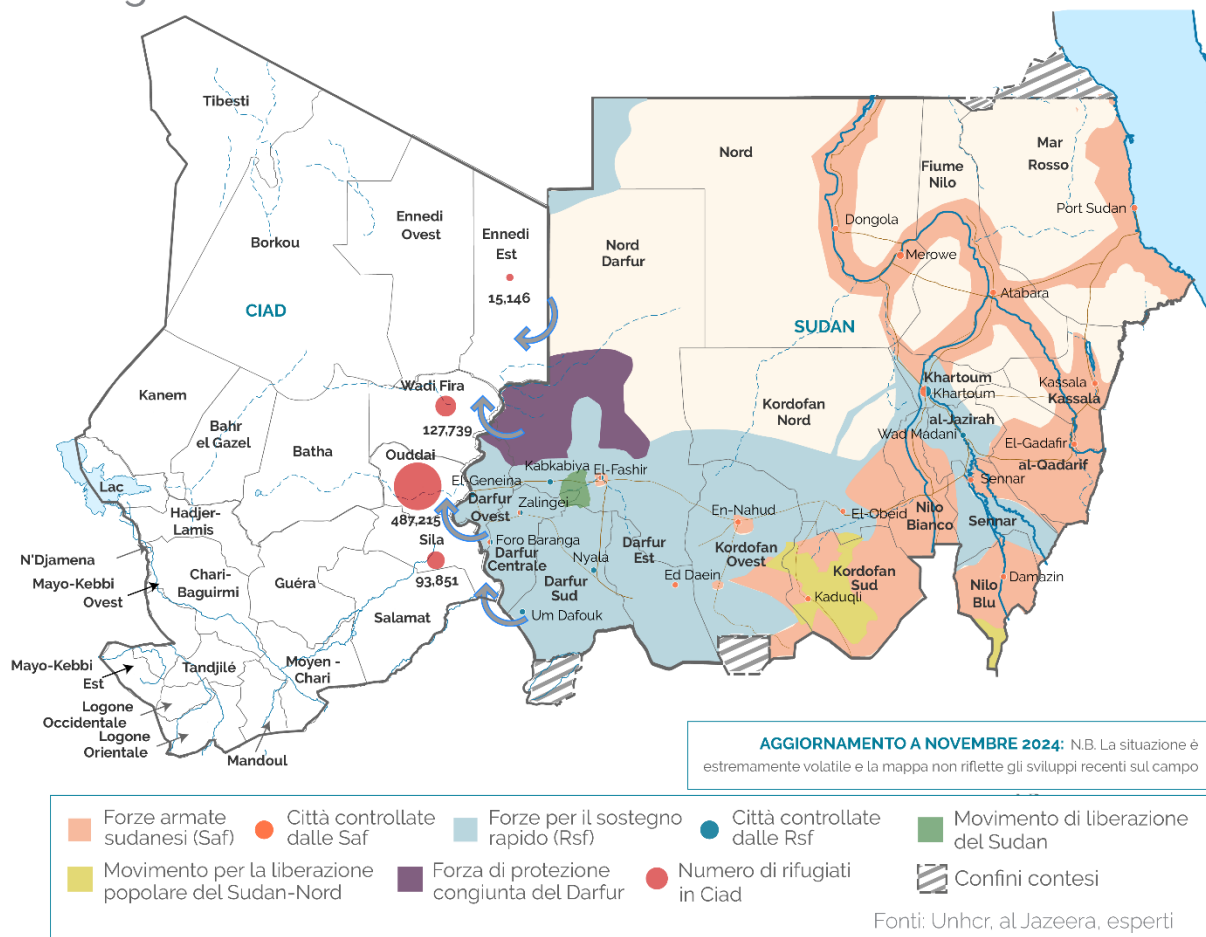 Tibesti
Borkou
Ennedi
Ovest
Ennedi
Est
15,146
CIAD
Kanem
Bahr
el Gazel
Batha
Wadi Fira
127,739
Ouddai
487,215
Sila
93,851
Lac
Hadjer-
Lamis
N'Djamena
Mayo-Kebbi
Ovest
Chari-
Baguirmi
Guéra
Salamat
Mayo-Kebbi
Est
Tandjilé
Moyen -
Chari
Logone
Occidentale
Logone
Orientale
Mandoul
Nord
Nord
Darfur
Fiume
Nilo
Mar
Rosso
Port Sudan
Dongola
Merowe
Atabara
SUDAN
Kordofan
Nord
Khartoum
Khartoum
Kassala
Kassala
al-Jazirah
Wad Madani
El-Gadafir
al-Qadarif
Sennar
Sennar
Kabkabiya
El-Fashir
El Geneina
Darfur
Ovest
Zalingei
Foro Baranga
Darfur
Centrale
Nyala
Darfur
Sud
Um Dafouk
Darfur
Est
Ed Daein
En-Nahud
Kordofan
Ovest
El-Obeid
Nilo
Bianco
Kordofan
Sud
Kaduqli
Damazin
Nilo
Blu
AGGIORNAMENTO A NOVEMBRE 2024: N.B. La situazione è
estremamente volatile e la mappa non riflette gli sviluppi recenti sul campo
Forze armate
sudanesi (Saf)
Città controllate
dalle Saf
Forze per il sostegno
rapido (Rsf)
Città controllate
dalle Rsf
Movimento di liberazione
del Sudan
Movimento per la liberazione
popolare del Sudan-Nord
Forza di protezione
congiunta del Darfur
Numero di rifugiati
in Ciad
Confini contesi
Fonti: Unhcr, al Jazeera, esperti